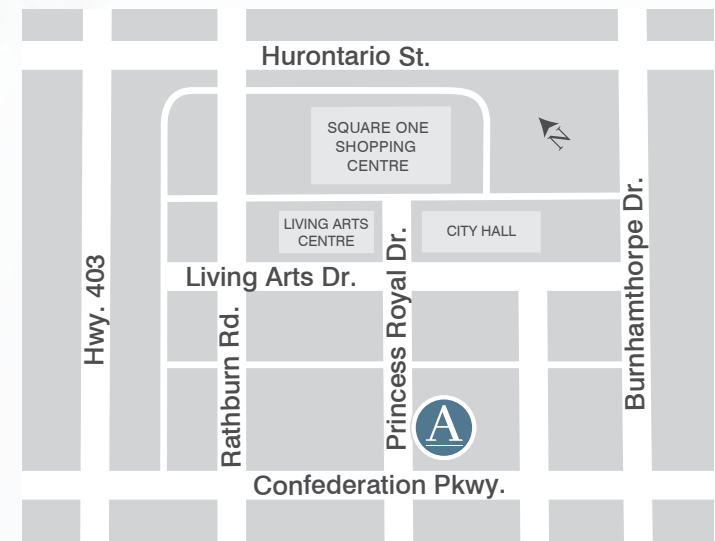 Hurontario St.
SQUARE ONE
SHOPPING
CENTRE
N
LIVING ARTS
CENTRE
CITY HALL
Living Arts Dr.
Hwy. 403
Rathburn Rd.
Princess Royal Dr.
Burnhamthorpe Dr.
A
Confederation Pkwy.